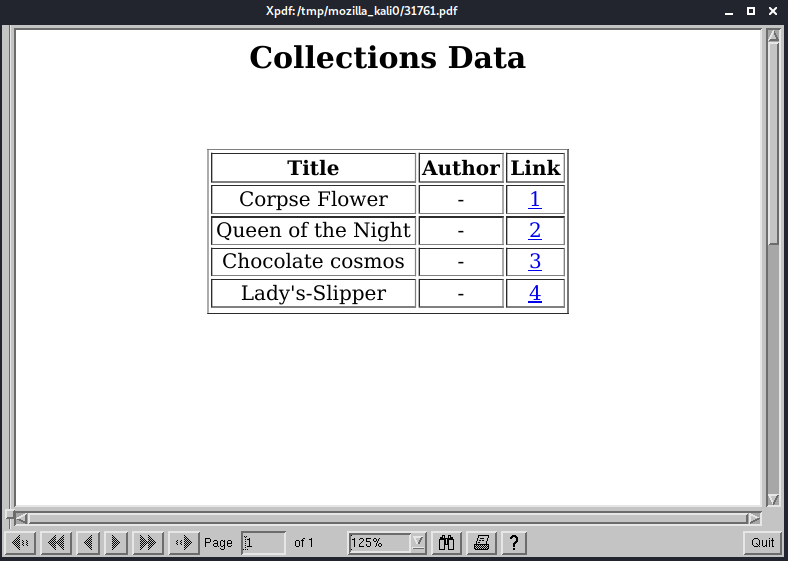 Xpdf: /tmp/mozilla_kali0/31761.pdf
Collections Data
Title Author Link
Corpse Flower - 1
Queen of the Night - 2
Chocolate cosmos - 3
Lady's-Slipper - 4
Page 1 of 1 125% ? Quit